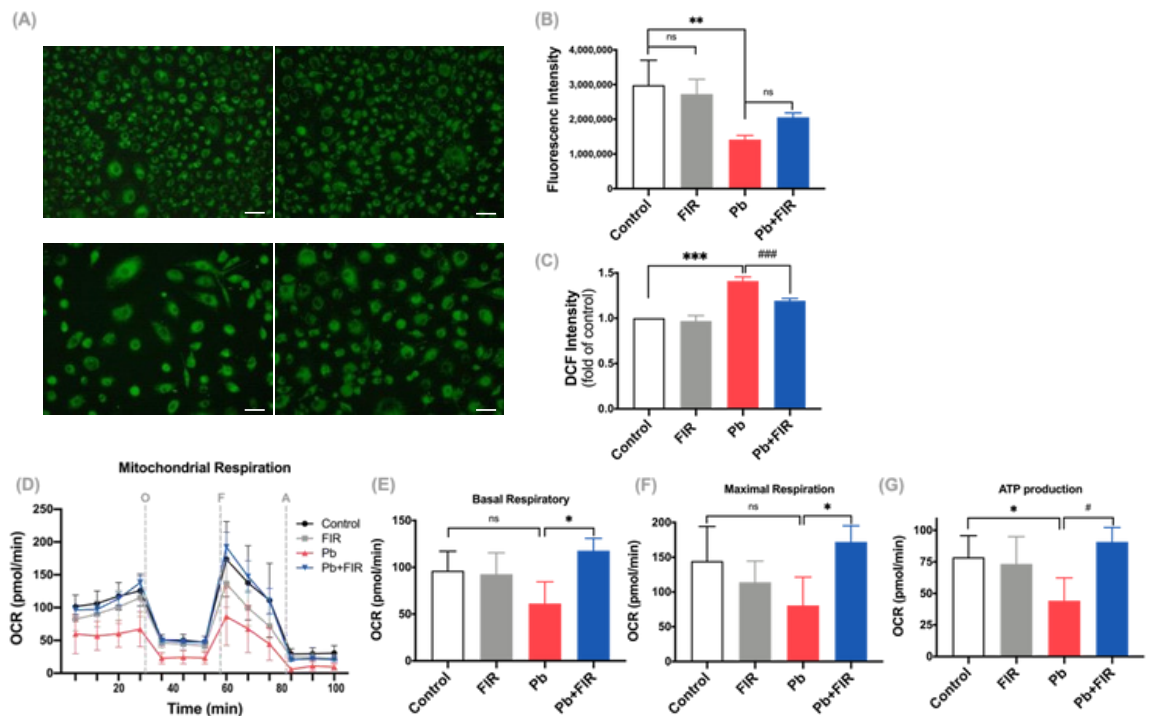 (A)
(B)
**
ns
ns
4,000,000
3,000,000
2,000,000
1,000,000
0
Fluorescenc Intensity
Control
FIR
Pb
Pb+FIR
(C)
***
###
1.5
1.0
0.5
0.0
DCF Intensity
(fold of control)
Control
FIR
Pb
Pb+FIR
(D)
Mitochondrial Respiration
O
F
A
250
200
150
100
50
0
OCR (pmol/min)
Control
FIR
Pb
Pb+FIR
20
40
60
80
100
Time (min)
(E)
Basal Respiratory
ns
*
150
100
50
0
OCR (pmol/min)
Control
FIR
Pb
Pb+FIR
(F)
Maximal Respiration
ns
*
200
150
100
50
0
OCR (pmol/min)
Control
FIR
Pb
Pb+FIR
(G)
ATP production
*
#
100
75
50
25
0
OCR (pmol/min)
Control
FIR
Pb
Pb+FIR